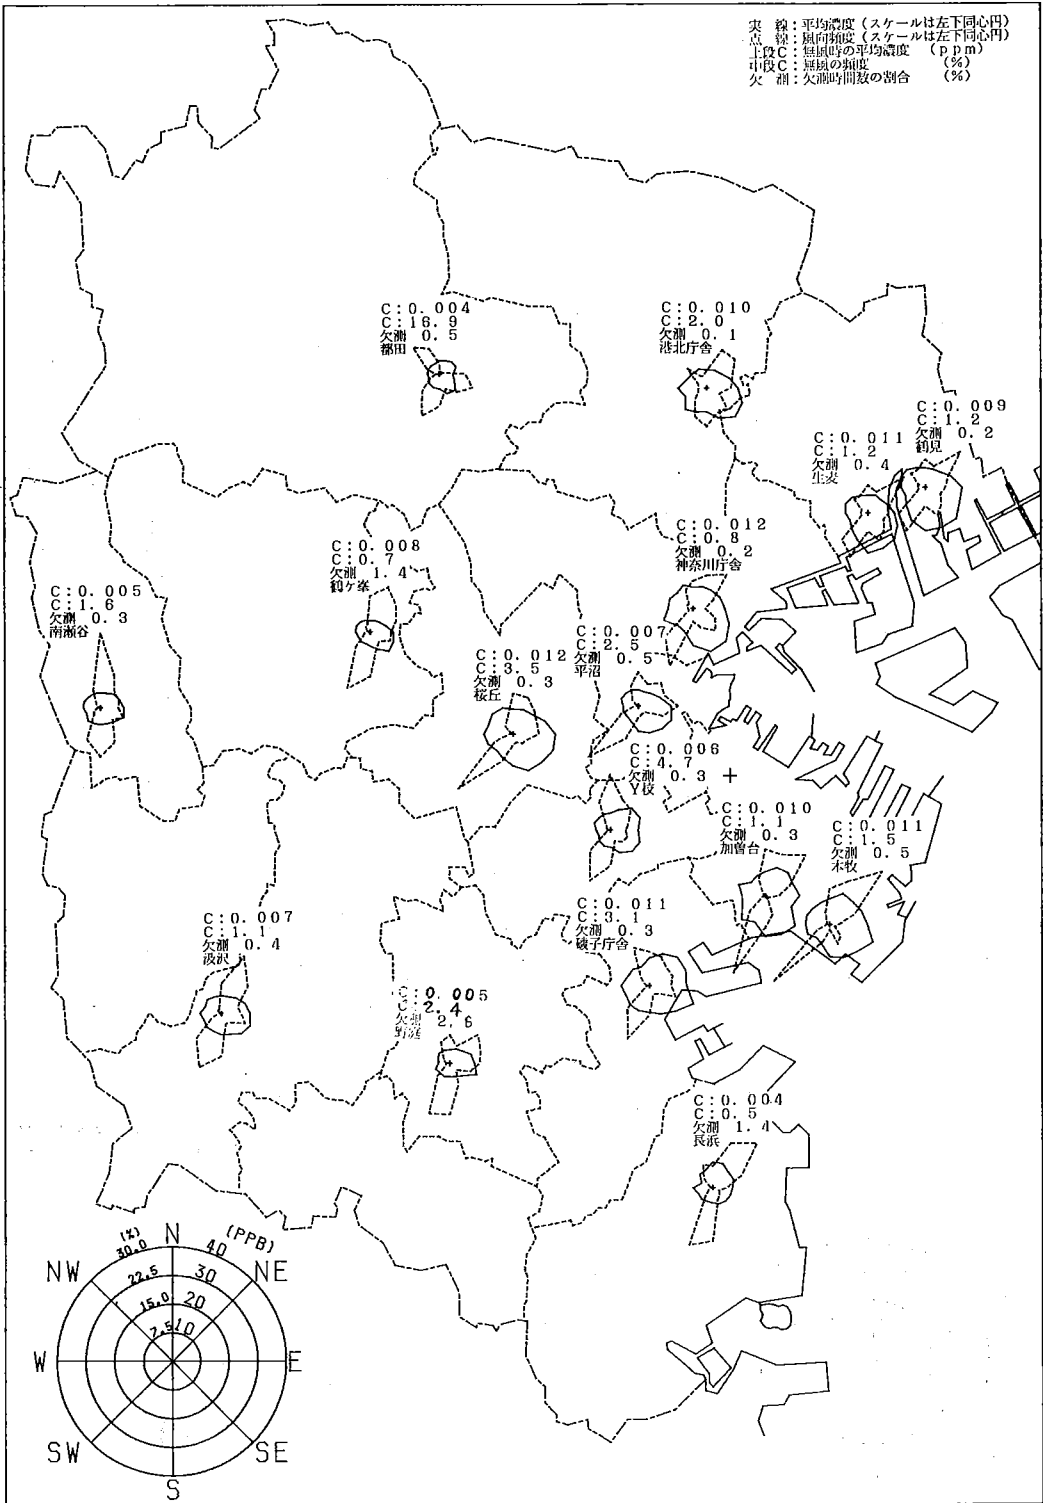 実　線：平均濃度（スケールは左下同心円）
点　線：風向頻度（スケールは左下同心円）
上段C：無風時の平均濃度　（ppm）
中段C：無風の頻度　（%）
欠　測：欠測時間数の割合　（%）
C:0.004
C:16.9
欠測 0.5
都田
C:0.010
C:2.0
欠測 0.1
港北庁舎
C:0.009
C:1.2
欠測 0.2
鶴見
C:0.011
C:1.2
欠測 0.4
生麦
C:0.012
C:0.8
欠測 0.2
神奈川庁舎
C:0.008
C:0.7
欠測 1.4
鶴ケ峯
C:0.005
C:1.6
欠測 0.3
南瀬谷
C:0.007
C:2.5
欠測 0.5
平沼
C:0.012
C:3.5
欠測 0.3
桜丘
C:0.006
C:4.7
欠測 0.3
Y校
C:0.010
C:1.1
欠測 0.3
加曽台
C:0.011
C:1.5
欠測 0.5
本牧
C:0.007
C:1.1
欠測 0.4
汲沢
C:0.011
C:3.1
欠測 0.3
磯子庁舎
C:0.005
C:2.4
欠測 2.6
野庭
C:0.004
C:0.5
欠測 1.4
長浜
(%) N (PPB)
30.0 40
NW 22.5 30 NE
15.0 20
7.5 10
W E
SW SE
S